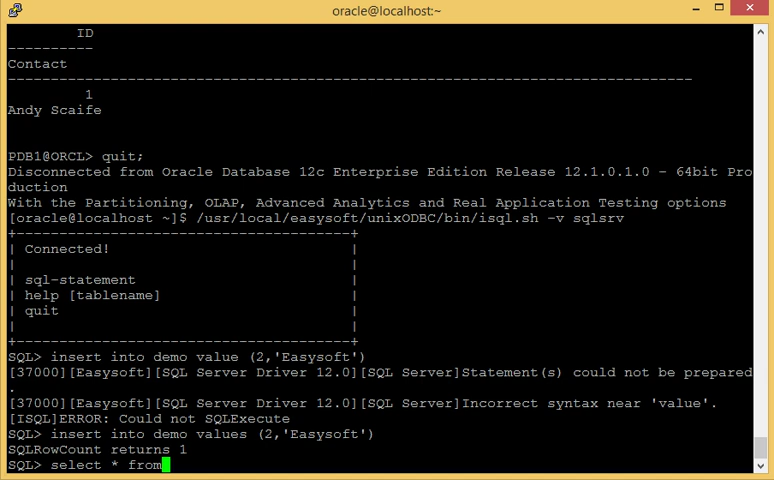 oracle@localhost:~
ID
----------
Contact
--------------------------------------------------------------------------------
1
Andy Scaife
PDB1@ORCL> quit;
Disconnected from Oracle Database 12c Enterprise Edition Release 12.1.0.1.0 - 64bit Pro
duction
With the Partitioning, OLAP, Advanced Analytics and Real Application Testing options
[oracle@localhost ~]$ /usr/local/easysoft/unixODBC/bin/isql.sh -v sqlsrv
+---------------------------------------+
| Connected!                            |
|                                       |
| sql-statement                         |
| help [tablename]                      |
| quit                                  |
|                                       |
+---------------------------------------+
SQL> insert into demo value (2,'Easysoft')
[37000][Easysoft][SQL Server Driver 12.0][SQL Server]Statement(s) could not be prepared
.
[37000][Easysoft][SQL Server Driver 12.0][SQL Server]Incorrect syntax near 'value'.
[ISQL]ERROR: Could not SQLExecute
SQL> insert into demo values (2,'Easysoft')
SQLRowCount returns 1
SQL> select * from